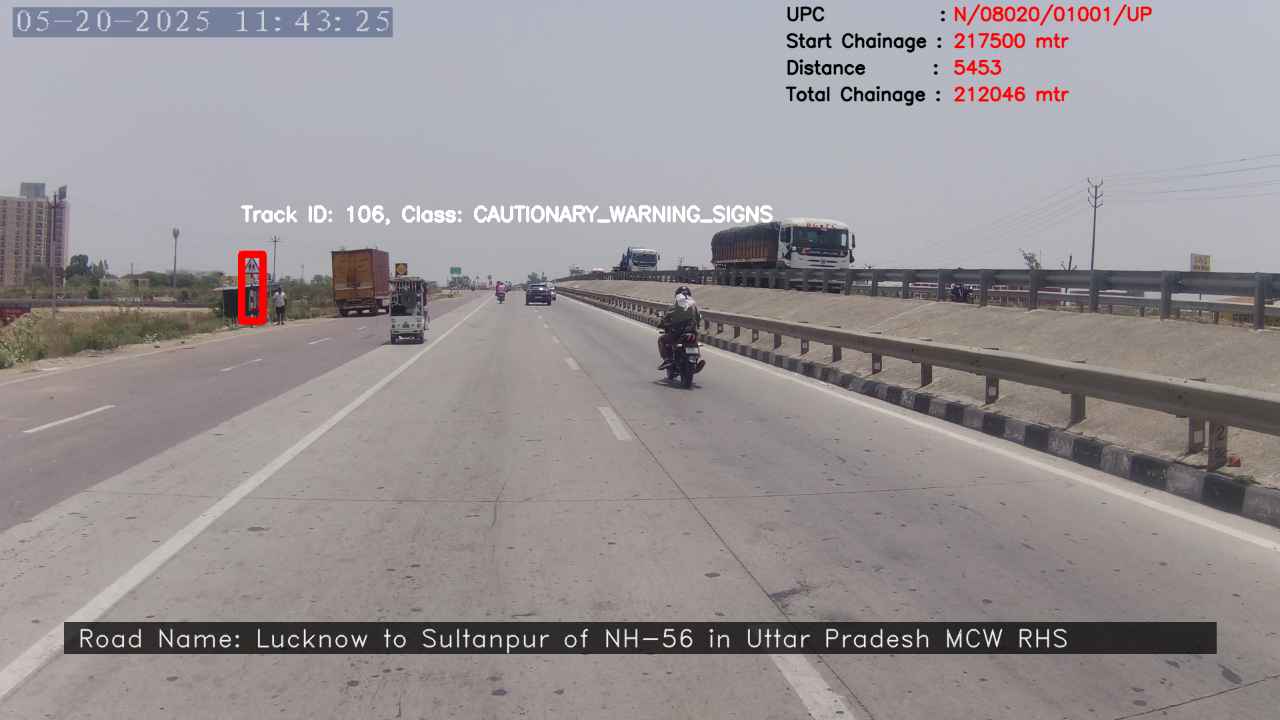 05-20-2025 11:43:25
UPC : N/08020/01001/UP
Start Chainage : 217500 mtr
Distance : 5453
Total Chainage : 212046 mtr
Track ID: 106, Class: CAUTIONARY_WARNING_SIGNS
Road Name: Lucknow to Sultanpur of NH-56 in Uttar Pradesh MCW RHS